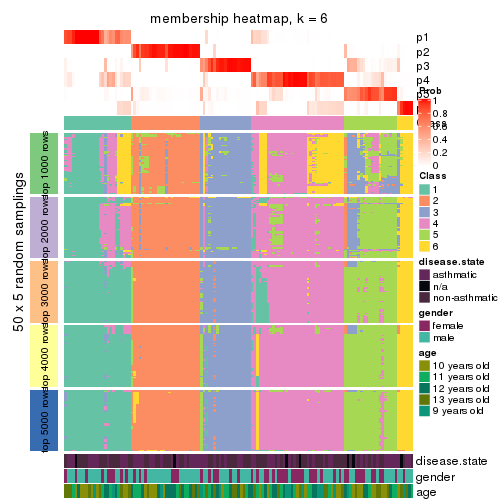 membership heatmap, k = 6
p1
p2
p3
p4
Prob
1
0.8
0.6
0.4
0.2
0
Class
1
2
3
4
5
6
disease.state
asthmatic
n/a
non-asthmatic
gender
female
male
age
10 years old
11 years old
12 years old
13 years old
9 years old
50 x 5 random samplings
top 1000 rows
top 2000 rows
top 3000 rows
top 4000 rows
top 5000 rows
disease.state
gender
age